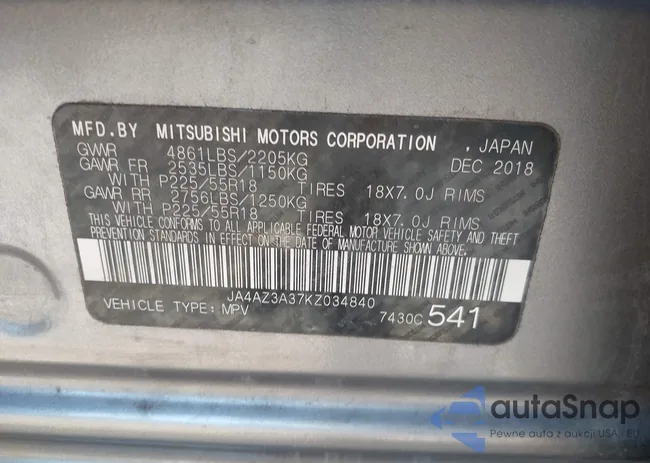 MFD.BY MITSUBISHI MOTORS CORPORATION , JAPAN
GVWR 4861LBS/2205KG DEC 2018
GAWR FR 2535LBS/1150KG
WITH P225/55R18 TIRES 18X7.0J RIMS
GAWR RR 2756LBS/1250KG
WITH P225/55R18 TIRES 18X7.0J RIMS
THIS VEHICLE CONFORMS TO ALL APPLICABLE FEDERAL MOTOR VEHICLE SAFETY AND THEFT
PREVENTION STANDARDS IN EFFECT ON THE DATE OF MANUFACTURE SHOWN ABOVE.
JA4AZ3A37KZ034840
VEHICLE TYPE: MPV 7430C 541
autaSnap
Pewne auta z aukcji USA i EU